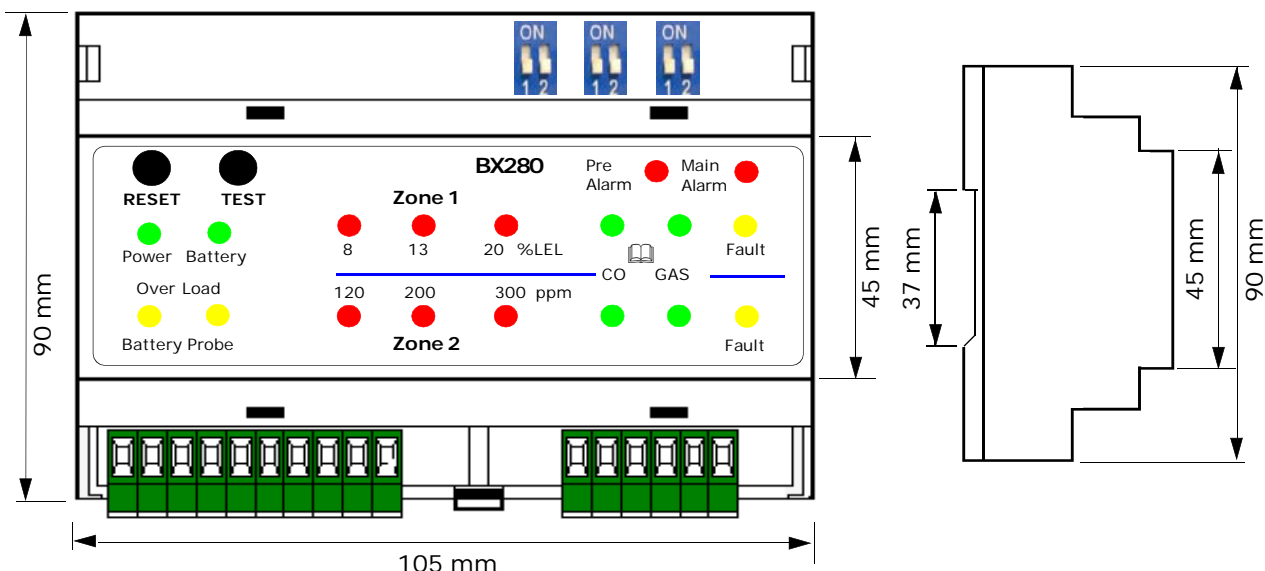 ON ON ON
1 2 1 2 1 2
BX280 Pre Alarm Main Alarm
RESET TEST Zone 1
8 13 20 %LEL Fault
Power Battery
CO GAS
Over Load
120 200 300 ppm
Battery Probe Zone 2 Fault
90 mm
45 mm
105 mm
37 mm
45 mm
90 mm